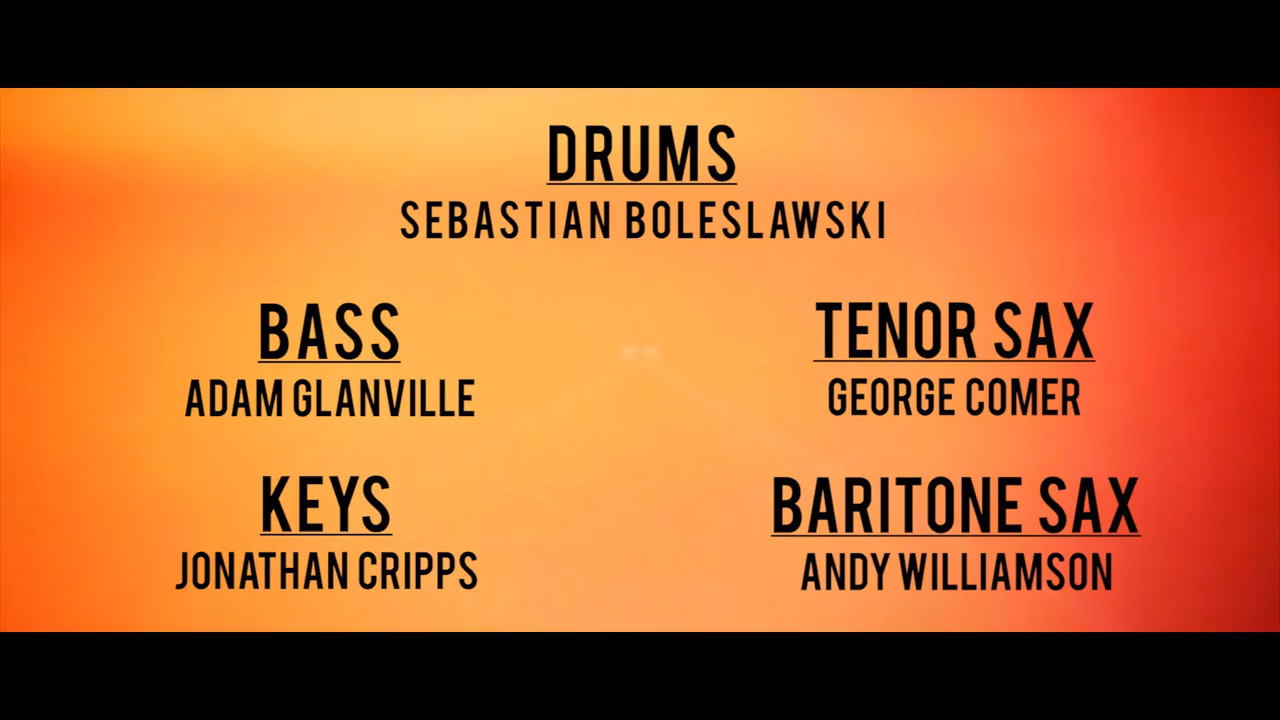 DRUMS
SEBASTIAN BOLESLAWSKI
BASS
ADAM GLANVILLE
TENOR SAX
GEORGE COMER
KEYS
JONATHAN CRIPPS
BARITONE SAX
ANDY WILLIAMSON